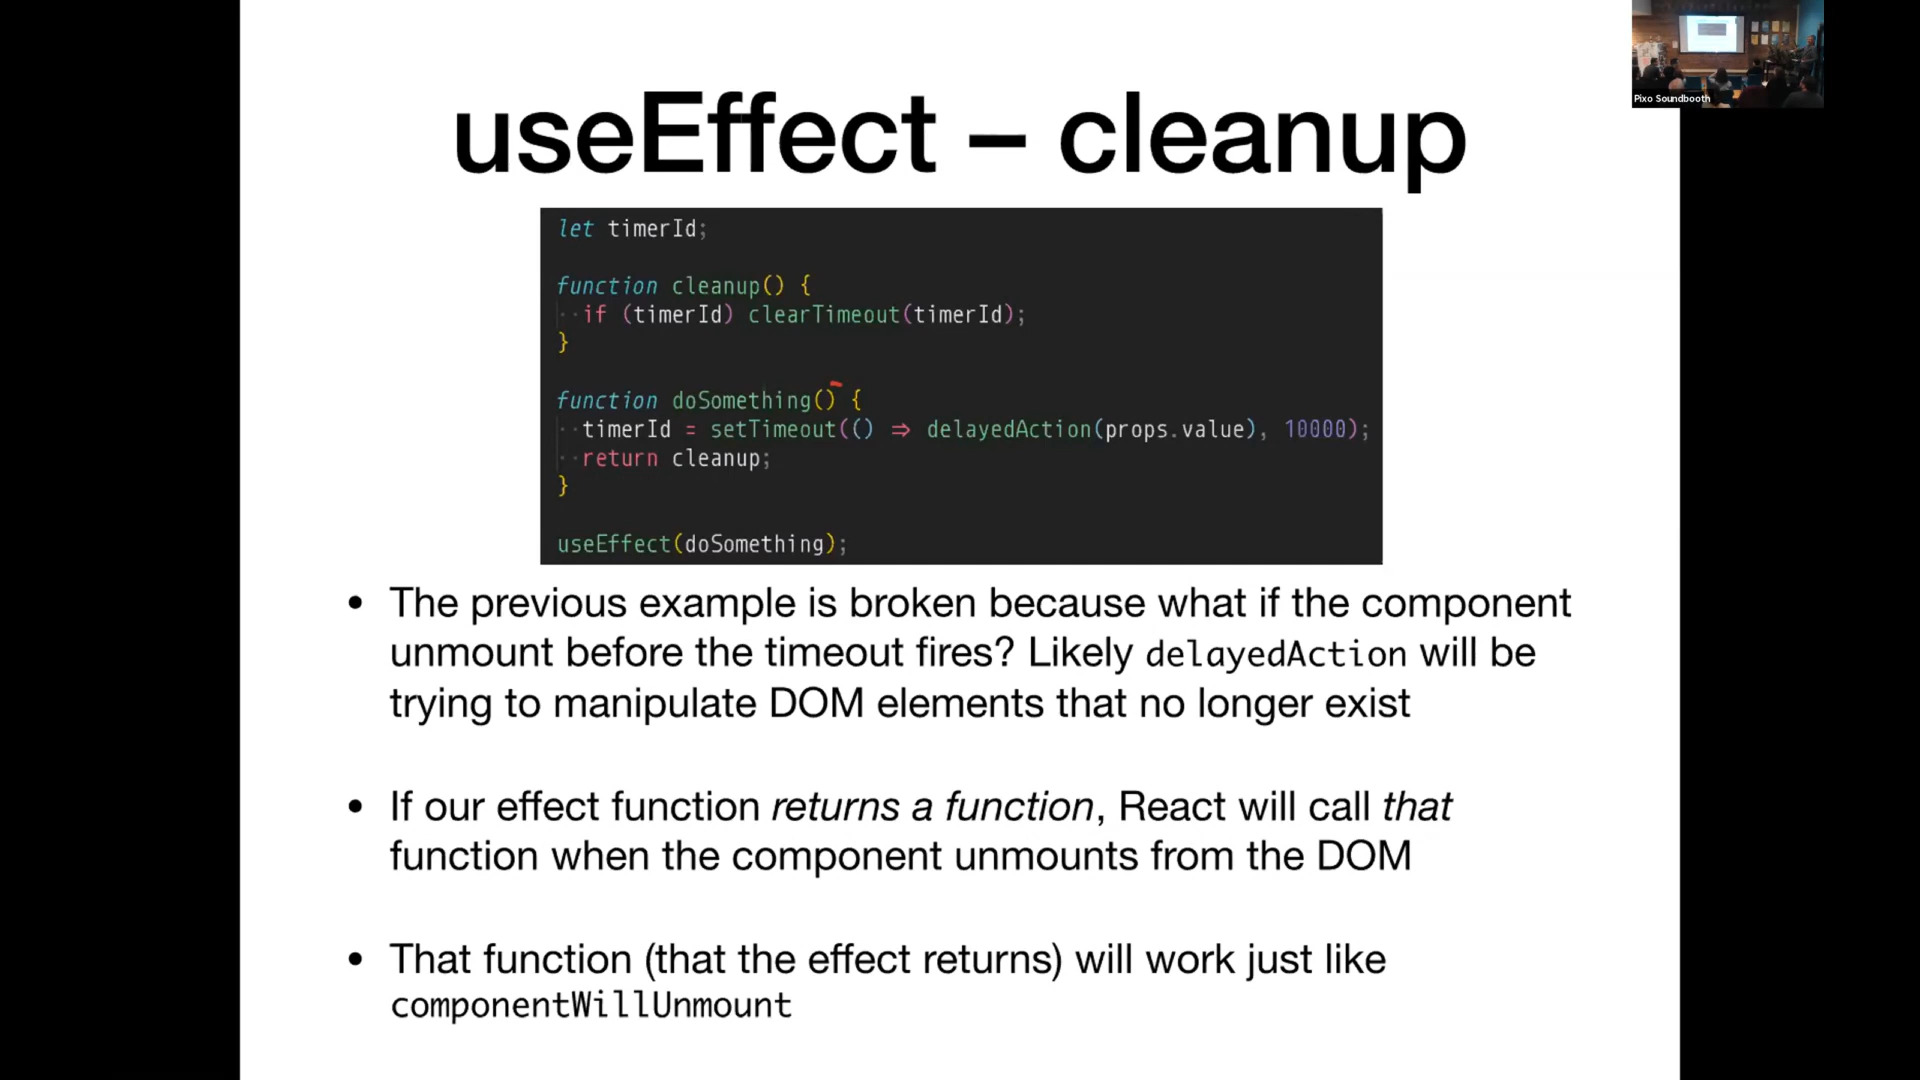 Pixo Soundbooth
useEffect – cleanup
let timerId;
function cleanup() {
if (timerId) clearTimeout(timerId);
}
function doSomething() {
timerId = setTimeout(() => delayedAction(props.value), 10000);
return cleanup;
}
useEffect(doSomething);
• The previous example is broken because what if the component
unmount before the timeout fires? Likely delayedAction will be
trying to manipulate DOM elements that no longer exist
• If our effect function returns a function, React will call that
function when the component unmounts from the DOM
• That function (that the effect returns) will work just like
componentWillUnmount